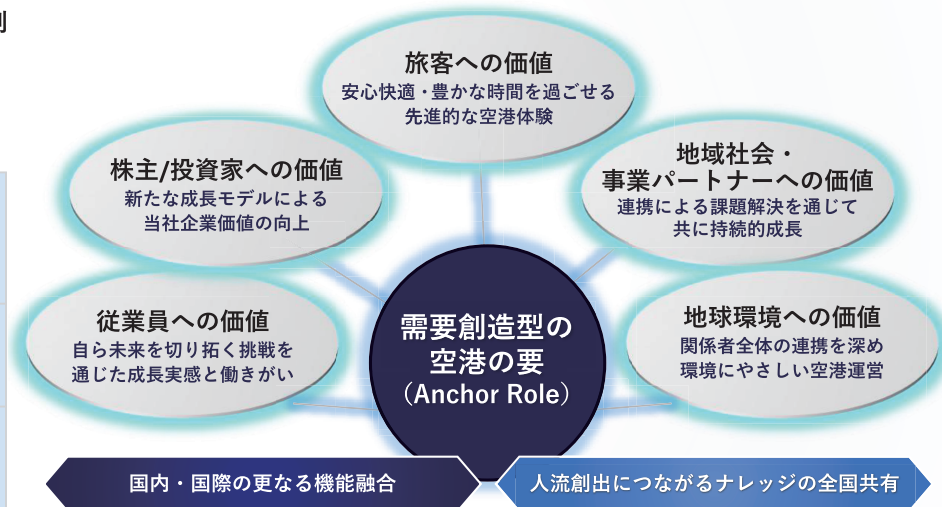 旅客への価値
安心快適・豊かな時間を過ごせる
先進的な空港体験
株主/投資家への価値
新たな成長モデルによる
当社企業価値の向上
地域社会・
事業パートナーへの価値
連携による課題解決を通じて
共に持続的成長
従業員への価値
自ら未来を切り拓く挑戦を
通じた成長実感と働きがい
需要創造型の
空港の要
（Anchor Role）
地球環境への価値
関係者全体の連携を深め
環境にやさしい空港運営
国内・国際の更なる機能融合
人流創出につながるナレッジの全国共有